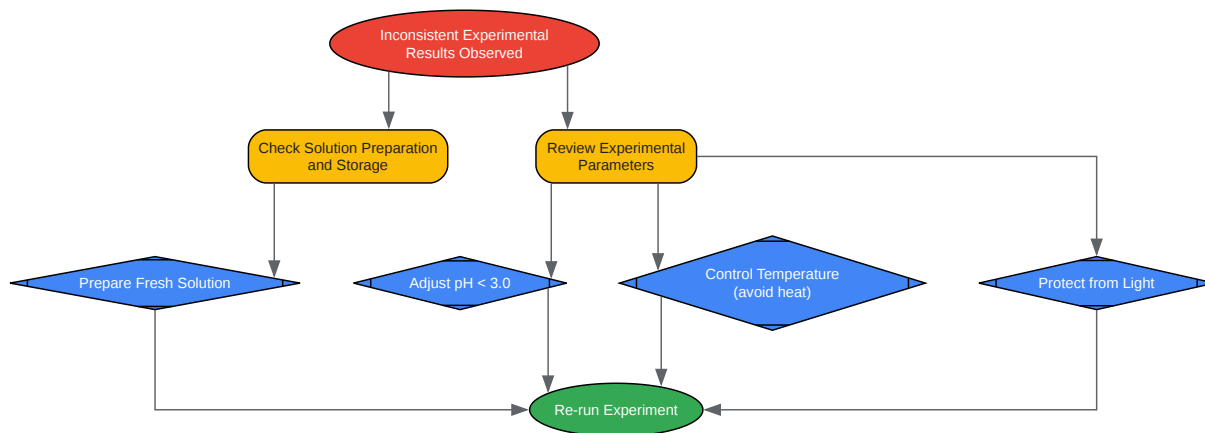 Inconsistent Experimental
Results Observed
Check Solution Preparation
and Storage
Review Experimental
Parameters
Prepare Fresh Solution
Adjust pH < 3.0
Control Temperature
(avoid heat)
Protect from Light
Re-run Experiment